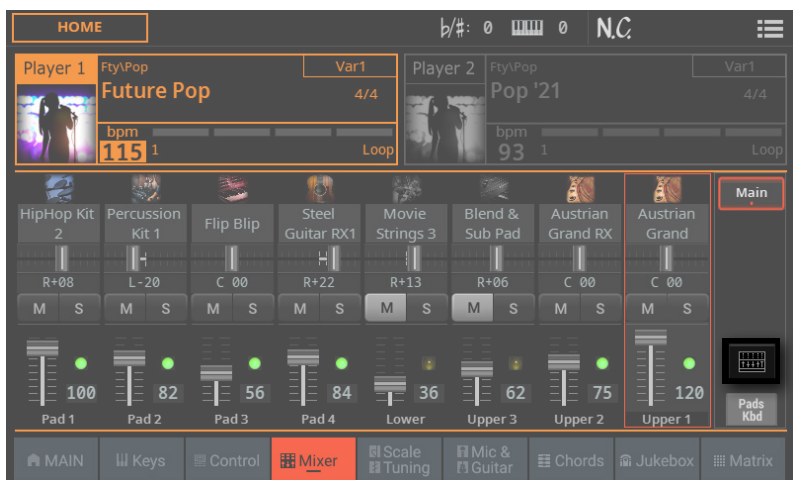 HOME
♭/#: 0 0 N.C.
Player 1 Fty\Pop Var1
Future Pop 4/4
bpm
115 1 Loop
Player 2 Fty\Pop Var1
Pop '21 4/4
bpm
93 1 Loop
HipHop Kit 2
Percussion Kit 1
Flip Blip
Steel Guitar RX1
Movie Strings 3
Blend & Sub Pad
Austrian Grand RX
Austrian Grand
Main
R+08 L-20 C 00 R+22 R+13 R+06 C 00 C 00
M S M S M S M S M S M S M S M S
100 82 56 84 36 62 75 120
Pad 1 Pad 2 Pad 3 Pad 4 Lower Upper 3 Upper 2 Upper 1
Pads
Kbd
MAIN Keys Control Mixer Scale Tuning Mic & Guitar Chords Jukebox Matrix